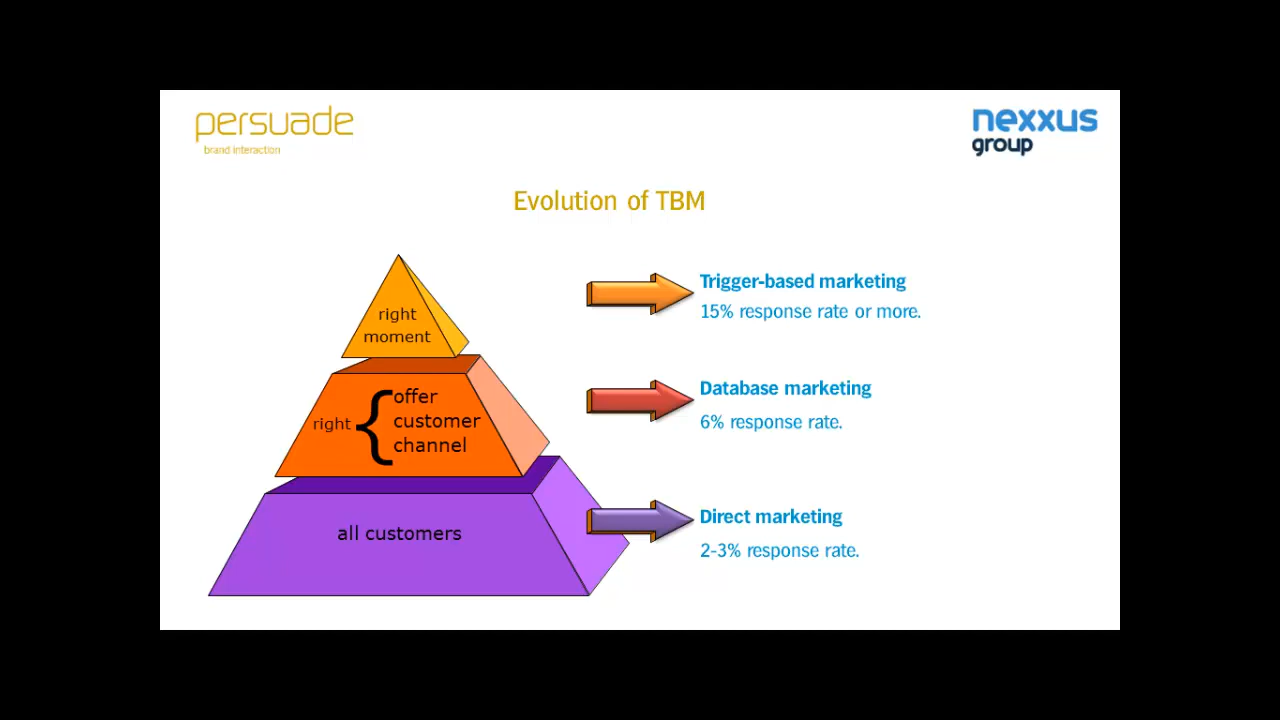 persuade
brand interaction
nexxus
group
Evolution of TBM
right
moment
Trigger-based marketing
15% response rate or more.
right { offer
customer
channel
Database marketing
6% response rate.
all customers
Direct marketing
2-3% response rate.